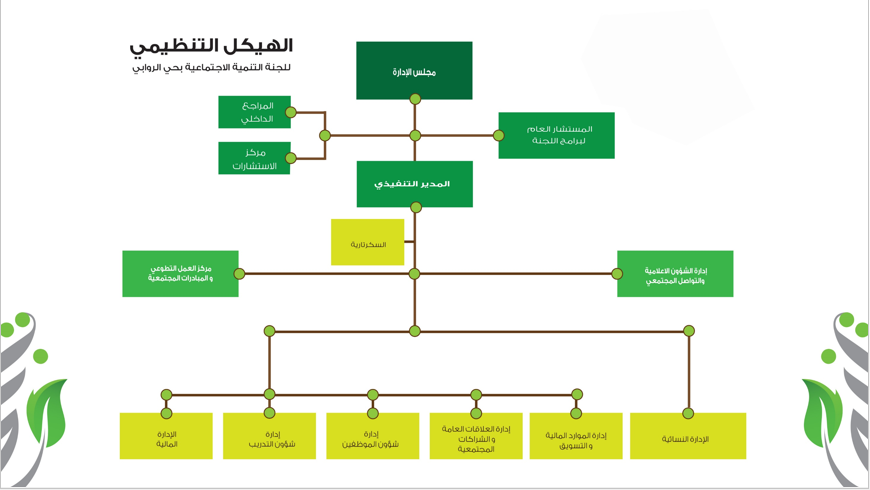 الهيكل التنظيمي
للجنة التنمية الاجتماعية بحي الروابي
مجلس الإدارة
المراجع
الداخلي
المستشار العام
لبرامج اللجنة
مركز
الاستشارات
المدير التنفيذي
السكرتارية
إدارة الشؤون الاعلامية
والتواصل المجتمعي
مركز العمل التطوعي
و المبادرات المجتمعية
الإدارة النسائية
إدارة الموارد المالية
و التسويق
إدارة العلاقات العامة
و الشراكات
المجتمعية
إدارة
شؤون الموظفين
إدارة
شؤون التدريب
الإدارة
المالية